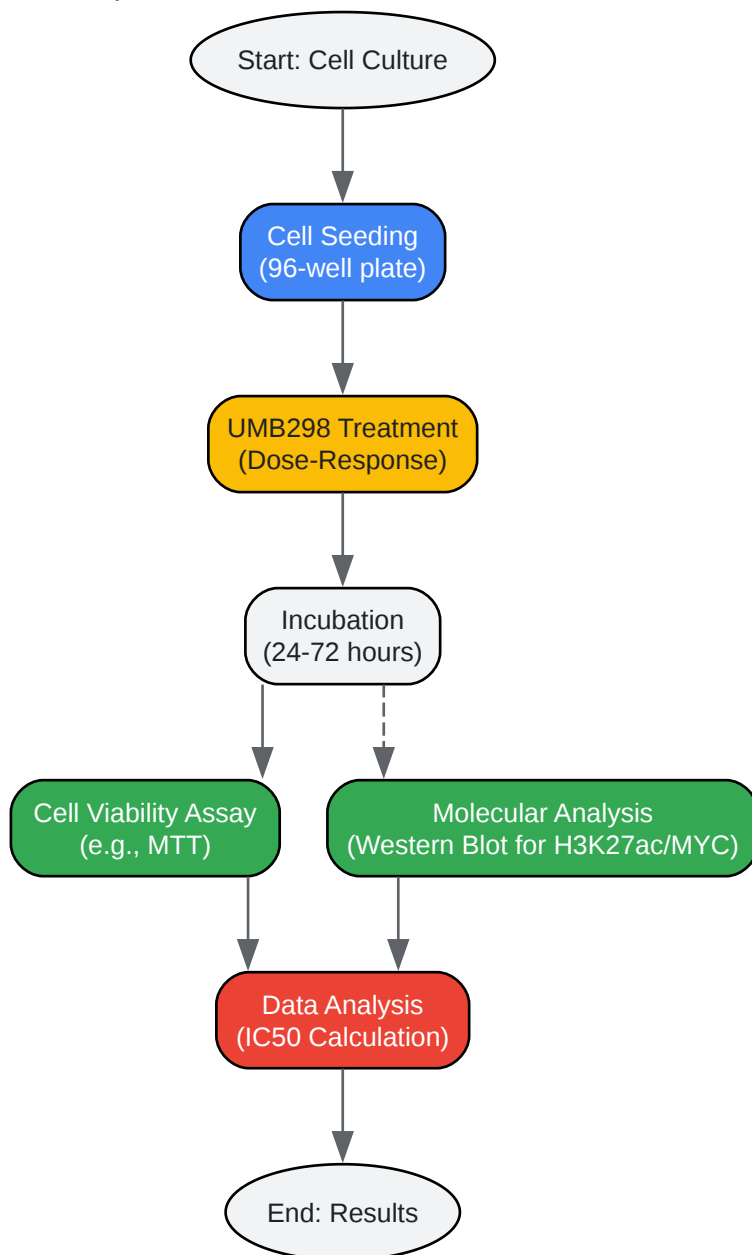 Start: Cell Culture
Cell Seeding
(96-well plate)
UMB298 Treatment
(Dose-Response)
Incubation
(24-72 hours)
Cell Viability Assay
(e.g., MTT)
Molecular Analysis
(Western Blot for H3K27ac/MYC)
Data Analysis
(IC50 Calculation)
End: Results